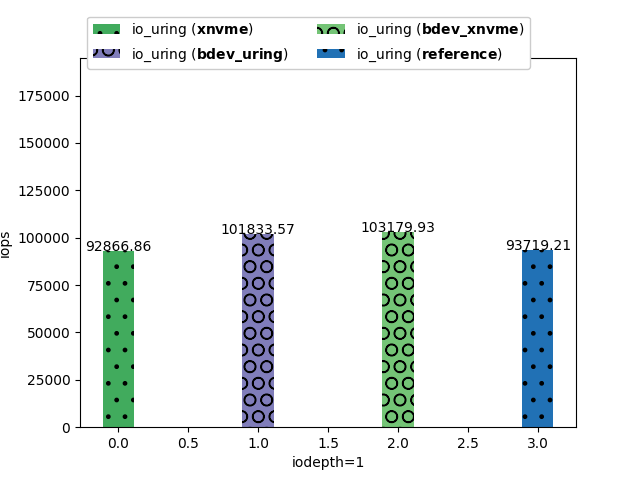 io_uring (xnvme) io_uring (bdev_xnvme)
io_uring (bdev_uring) io_uring (reference)
175000
150000
125000
100000
75000
50000
25000
0
iops
92866.86
101833.57
103179.93
93719.21
0.0 0.5 1.0 1.5 2.0 2.5 3.0
iodepth=1